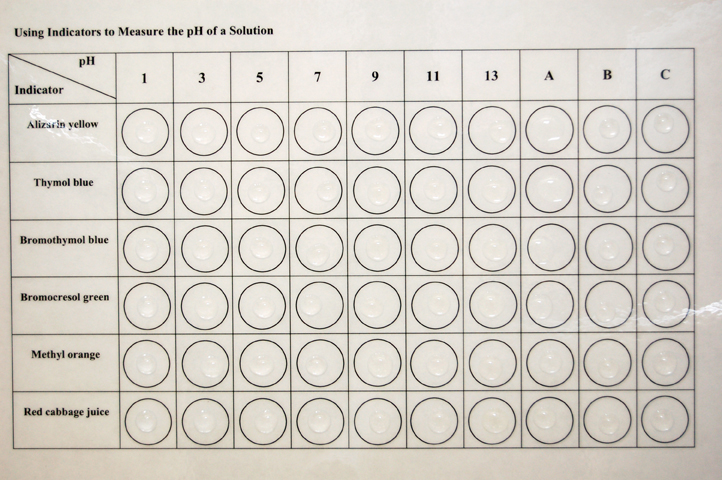 Using Indicators to Measure the pH of a Solution
pH
Indicator
1 3 5 7 9 11 13 A B C
Alizarin yellow
Thymol blue
Bromothymol blue
Bromocresol green
Methyl orange
Red cabbage juice